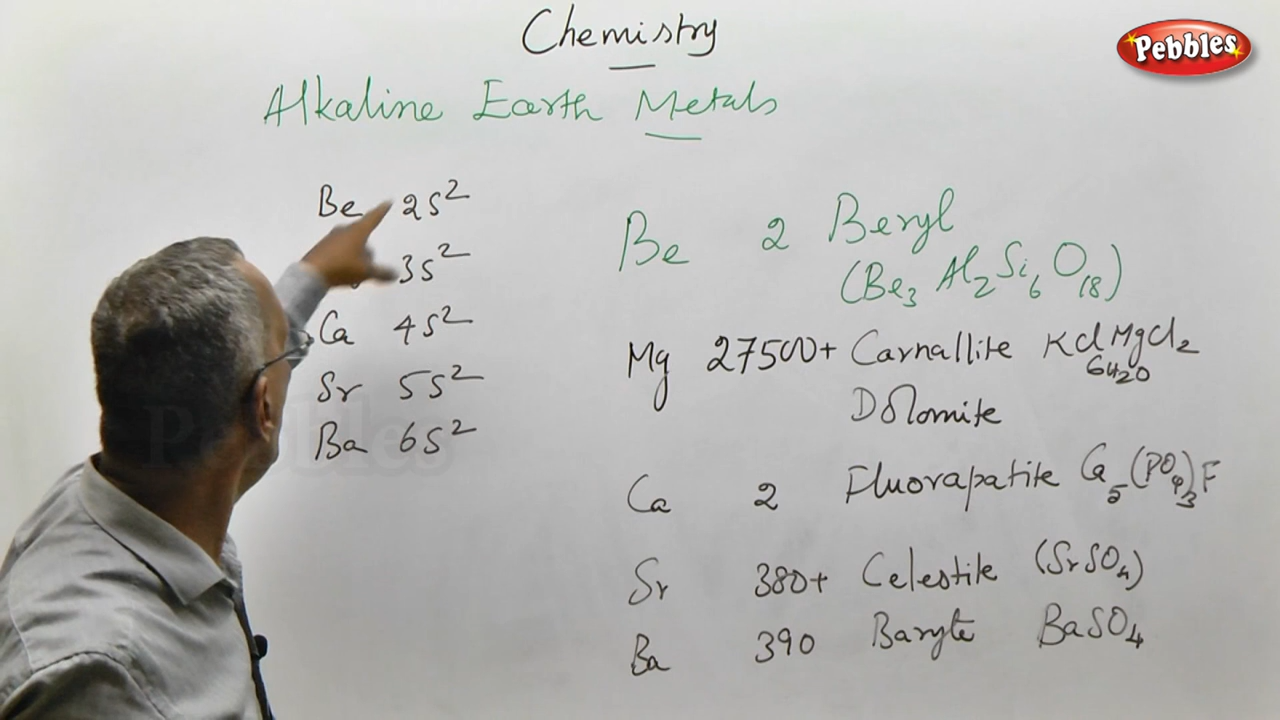 Chemistry
Pebbles
Alkaline Earth Metals
Be 2s²
3s²
Ca 4s²
Sr 5s²
Ba 6s²
Be 2 Beryl
(Be₃ Al₂ Si₆ O₁₈)
Mg 27500+ Carnallite KCl MgCl₂
6H2O
Dolomite
Ca 2 Fluorapatite Ca₅(PO₄)₃F
Sr 380+ Celestite (SrSO₄)
Ba 390 Baryte BaSO₄
Pebbles